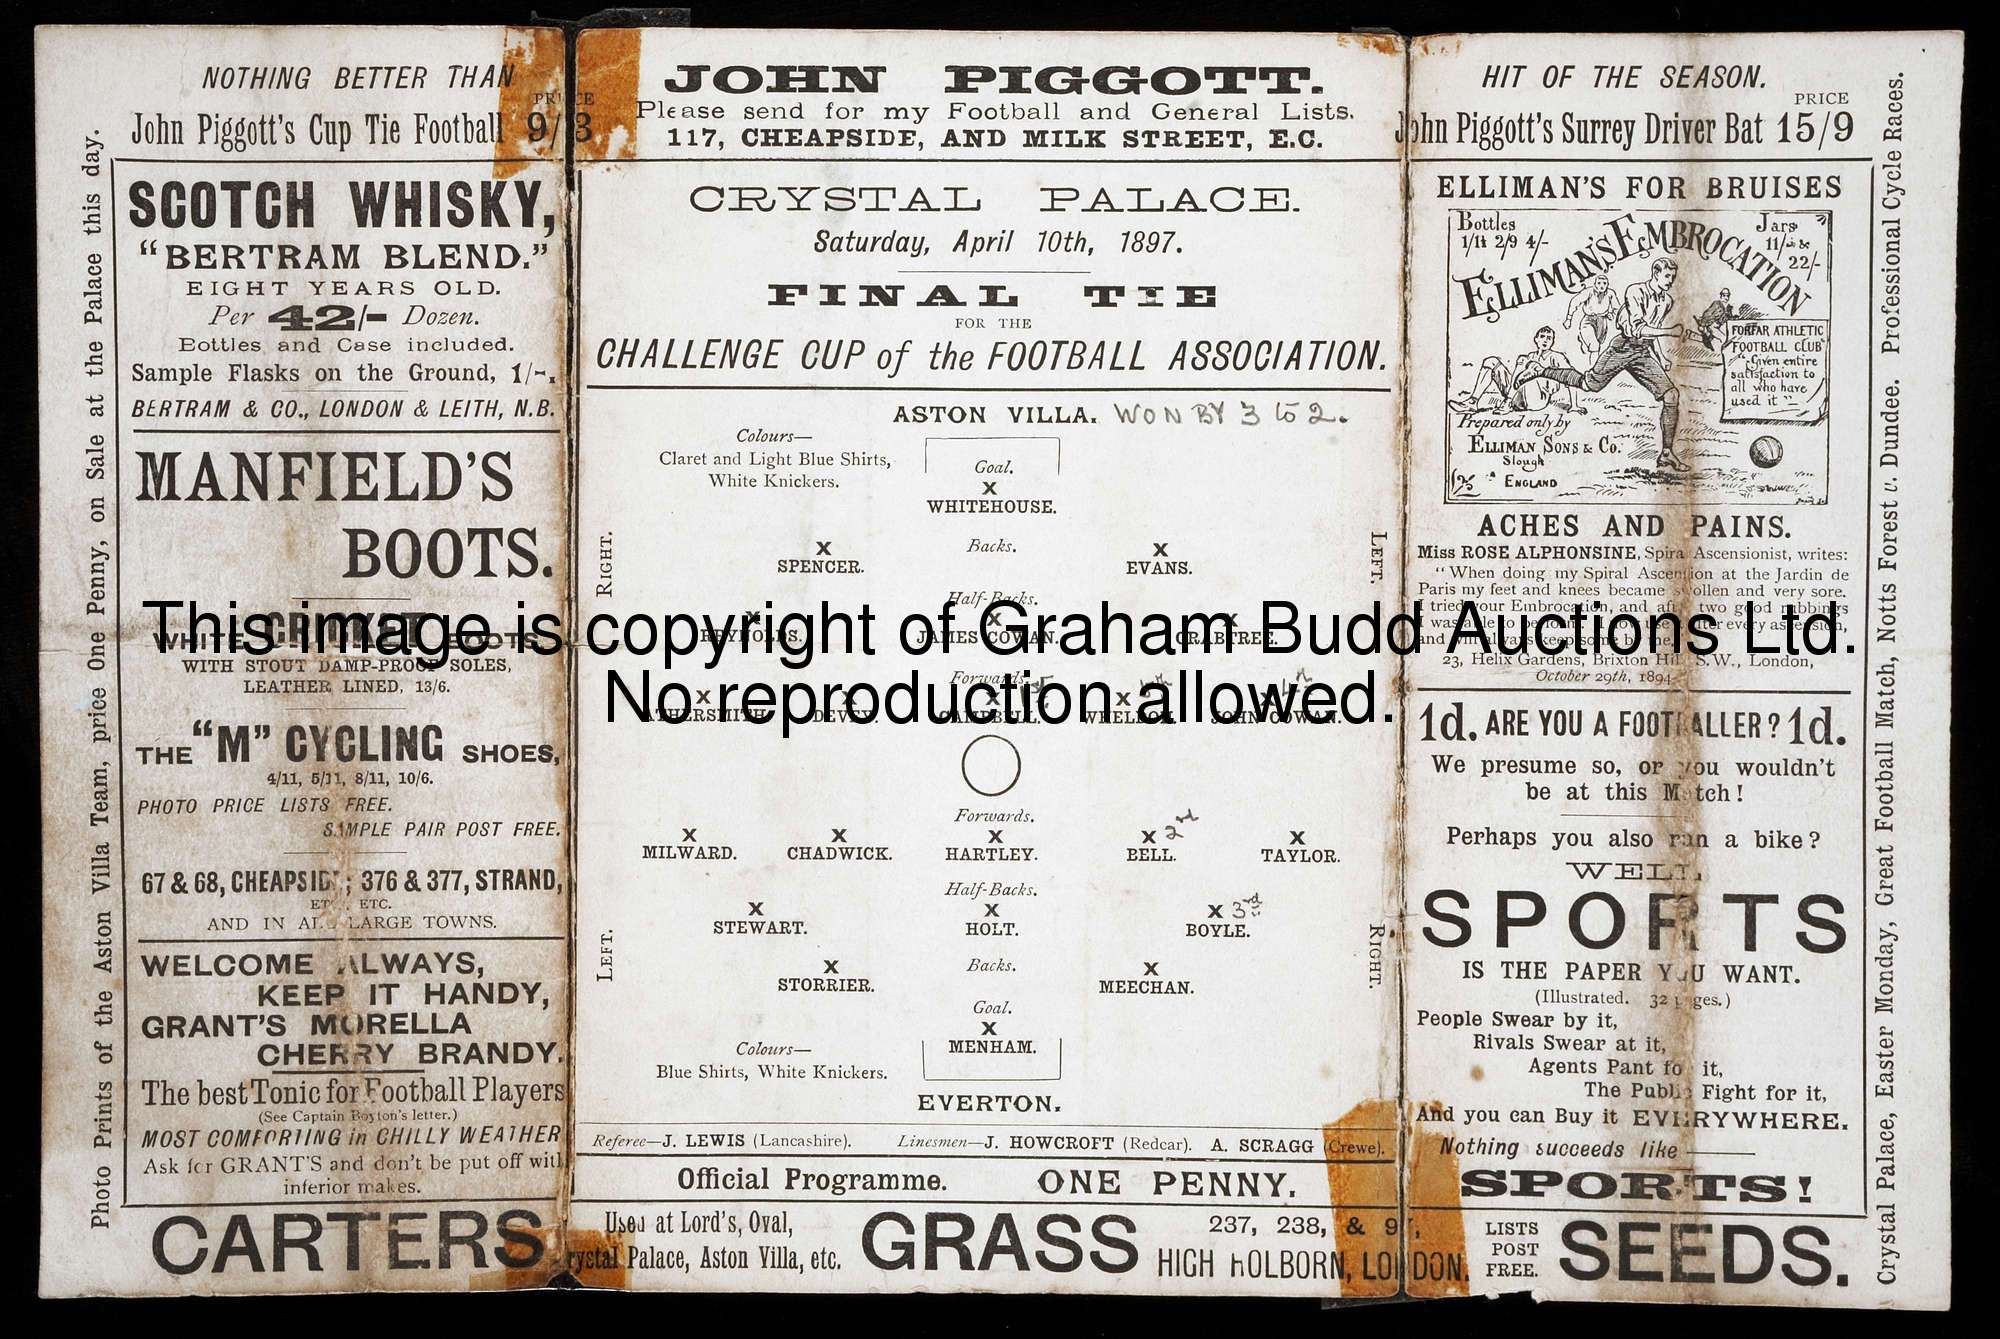 Photo Prints of the Aston Villa Team, price One Penny, on Sale at the Palace this day.
NOTHING BETTER THAN
PRICE
John Piggott's Cup Tie Football 9/3
SCOTCH WHISKY,
"BERTRAM BLEND."
EIGHT YEARS OLD.
Per 42/- Dozen.
Bottles and Case included.
Sample Flasks on the Ground, 1/-.
BERTRAM & CO., LONDON & LEITH, N.B.
MANFIELD'S
BOOTS.
WHITE CRICKET BOOTS
WITH STOUT DAMP-PROOF SOLES,
LEATHER LINED, 13/6.
THE "M" CYCLING SHOES,
4/11, 5/11, 8/11, 10/6.
PHOTO PRICE LISTS FREE.
SAMPLE PAIR POST FREE.
67 & 68, CHEAPSIDE; 376 & 377, STRAND,
ETC., ETC.
AND IN ALL LARGE TOWNS.
WELCOME ALWAYS,
KEEP IT HANDY,
GRANT'S MORELLA
CHERRY BRANDY.
The best Tonic for Football Players
(See Captain Boyton's letter.)
MOST COMFORTING in CHILLY WEATHER
Ask for GRANT'S and don't be put off with
inferior makes.
JOHN PIGGOTT.
Please send for my Football and General Lists.
117, CHEAPSIDE, AND MILK STREET, E.C.
CRYSTAL PALACE.
Saturday, April 10th, 1897.
FINAL TIE
FOR THE
CHALLENGE CUP of the FOOTBALL ASSOCIATION.
ASTON VILLA. WON BY 3 to 2.
Colours—
Claret and Light Blue Shirts,
White Knickers.
Goal.
X
WHITEHOUSE.
RIGHT.
LEFT.
Backs.
X X
SPENCER. EVANS.
Half-Backs.
X X X
REYNOLDS. JAMES COWAN. CRABTREE.
Forwards.
X X X X X
ATHERSMITH. DEVEY. CAMPBELL. WHELDON. JOHN COWAN.
Forwards.
X X X X 2nd X
MILWARD. CHADWICK. HARTLEY. BELL. TAYLOR.
Half-Backs.
X X X 3rd
STEWART. HOLT. BOYLE.
LEFT.
RIGHT.
Backs.
X X
STORRIER. MEECHAN.
Goal.
X
MENHAM.
Colours—
Blue Shirts, White Knickers.
EVERTON.
Referee—J. LEWIS (Lancashire). Linesmen—J. HOWCROFT (Redcar). A. SCRAGG (Crewe).
Official Programme. ONE PENNY.
HIT OF THE SEASON.
PRICE
John Piggott's Surrey Driver Bat 15/9
ELLIMAN'S FOR BRUISES
Bottles
1/1½ 2/9 4/-
Jars
22/-
ELLIMAN'S EMBROCATION
FORFAR ATHLETIC
FOOTBALL CLUB
"Given entire
satisfaction to
all who have
used it"
Prepared only by
ELLIMAN SONS & Co.
Slough
ENGLAND
ACHES AND PAINS.
Miss ROSE ALPHONSINE, Spiral Ascensionist, writes:
"When doing my Spiral Ascension at the Jardin de
Paris my feet and knees became swollen and very sore.
I tried your Embrocation, and after two good rubbings
23, Helix Gardens, Brixton Hill, S.W., London,
October 29th, 1894
1d. ARE YOU A FOOTBALLER? 1d.
We presume so, or you wouldn't
be at this Match!
Perhaps you also run a bike?
WELL,
SPORTS
IS THE PAPER YOU WANT.
(Illustrated. 32 pages.)
People Swear by it,
Rivals Swear at it,
Agents Pant for it,
The Public Fight for it,
And you can Buy it EVERYWHERE.
Nothing succeeds like
SPORTS!
Crystal Palace, Easter Monday, Great Football Match, Notts Forest v. Dundee. Professional Cycle Races.
CARTERS
Used at Lord's, Oval,
Crystal Palace, Aston Villa, etc.
GRASS
237, 238, & 97,
HIGH HOLBORN, LONDON.
LISTS
POST
FREE.
SEEDS.
This image is copyright of Graham Budd Auctions Ltd.
No reproduction allowed.